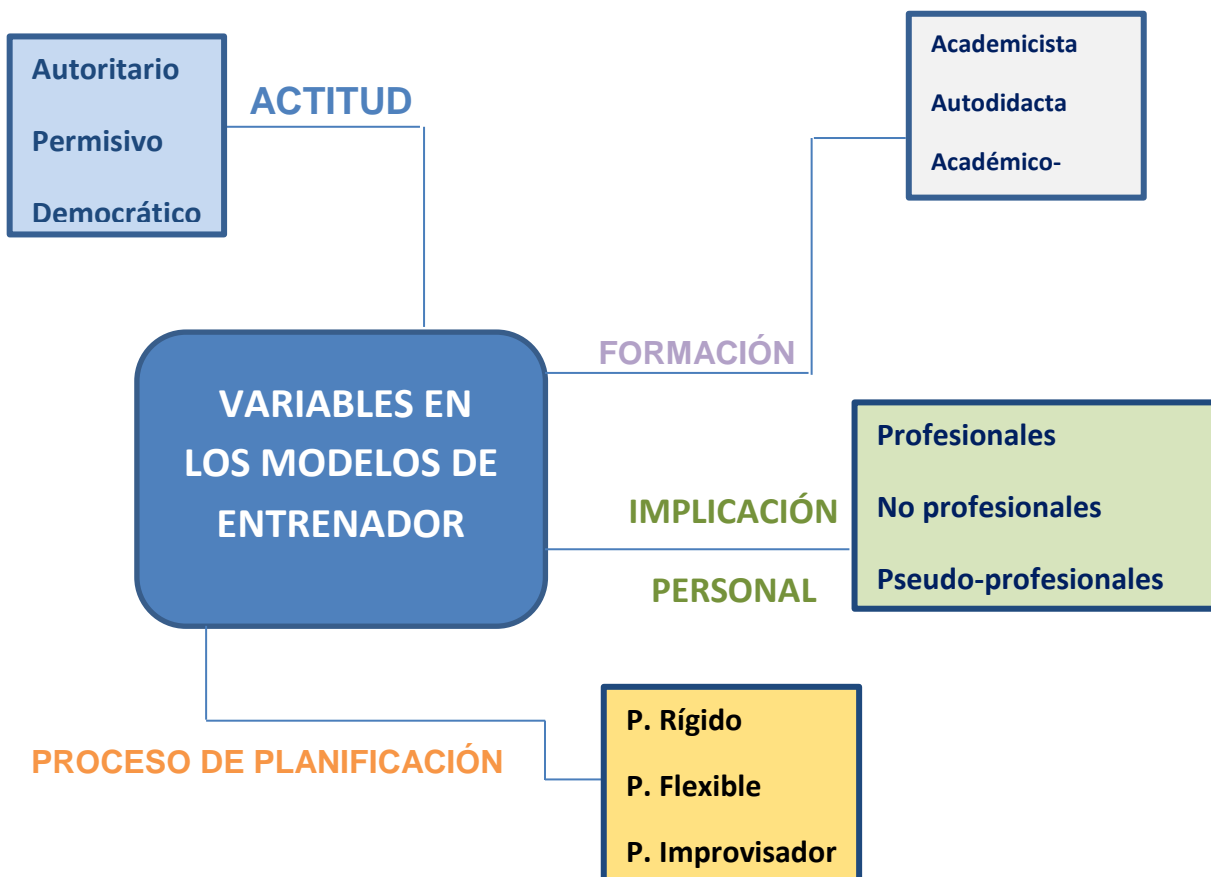 Autoritario
Permisivo
Democrático
ACTITUD
Academicista
Autodidacta
Académico-
FORMACIÓN
VARIABLES EN
LOS MODELOS DE
ENTRENADOR
IMPLICACIÓN
PERSONAL
Profesionales
No profesionales
Pseudo-profesionales
PROCESO DE PLANIFICACIÓN
P. Rígido
P. Flexible
P. Improvisador